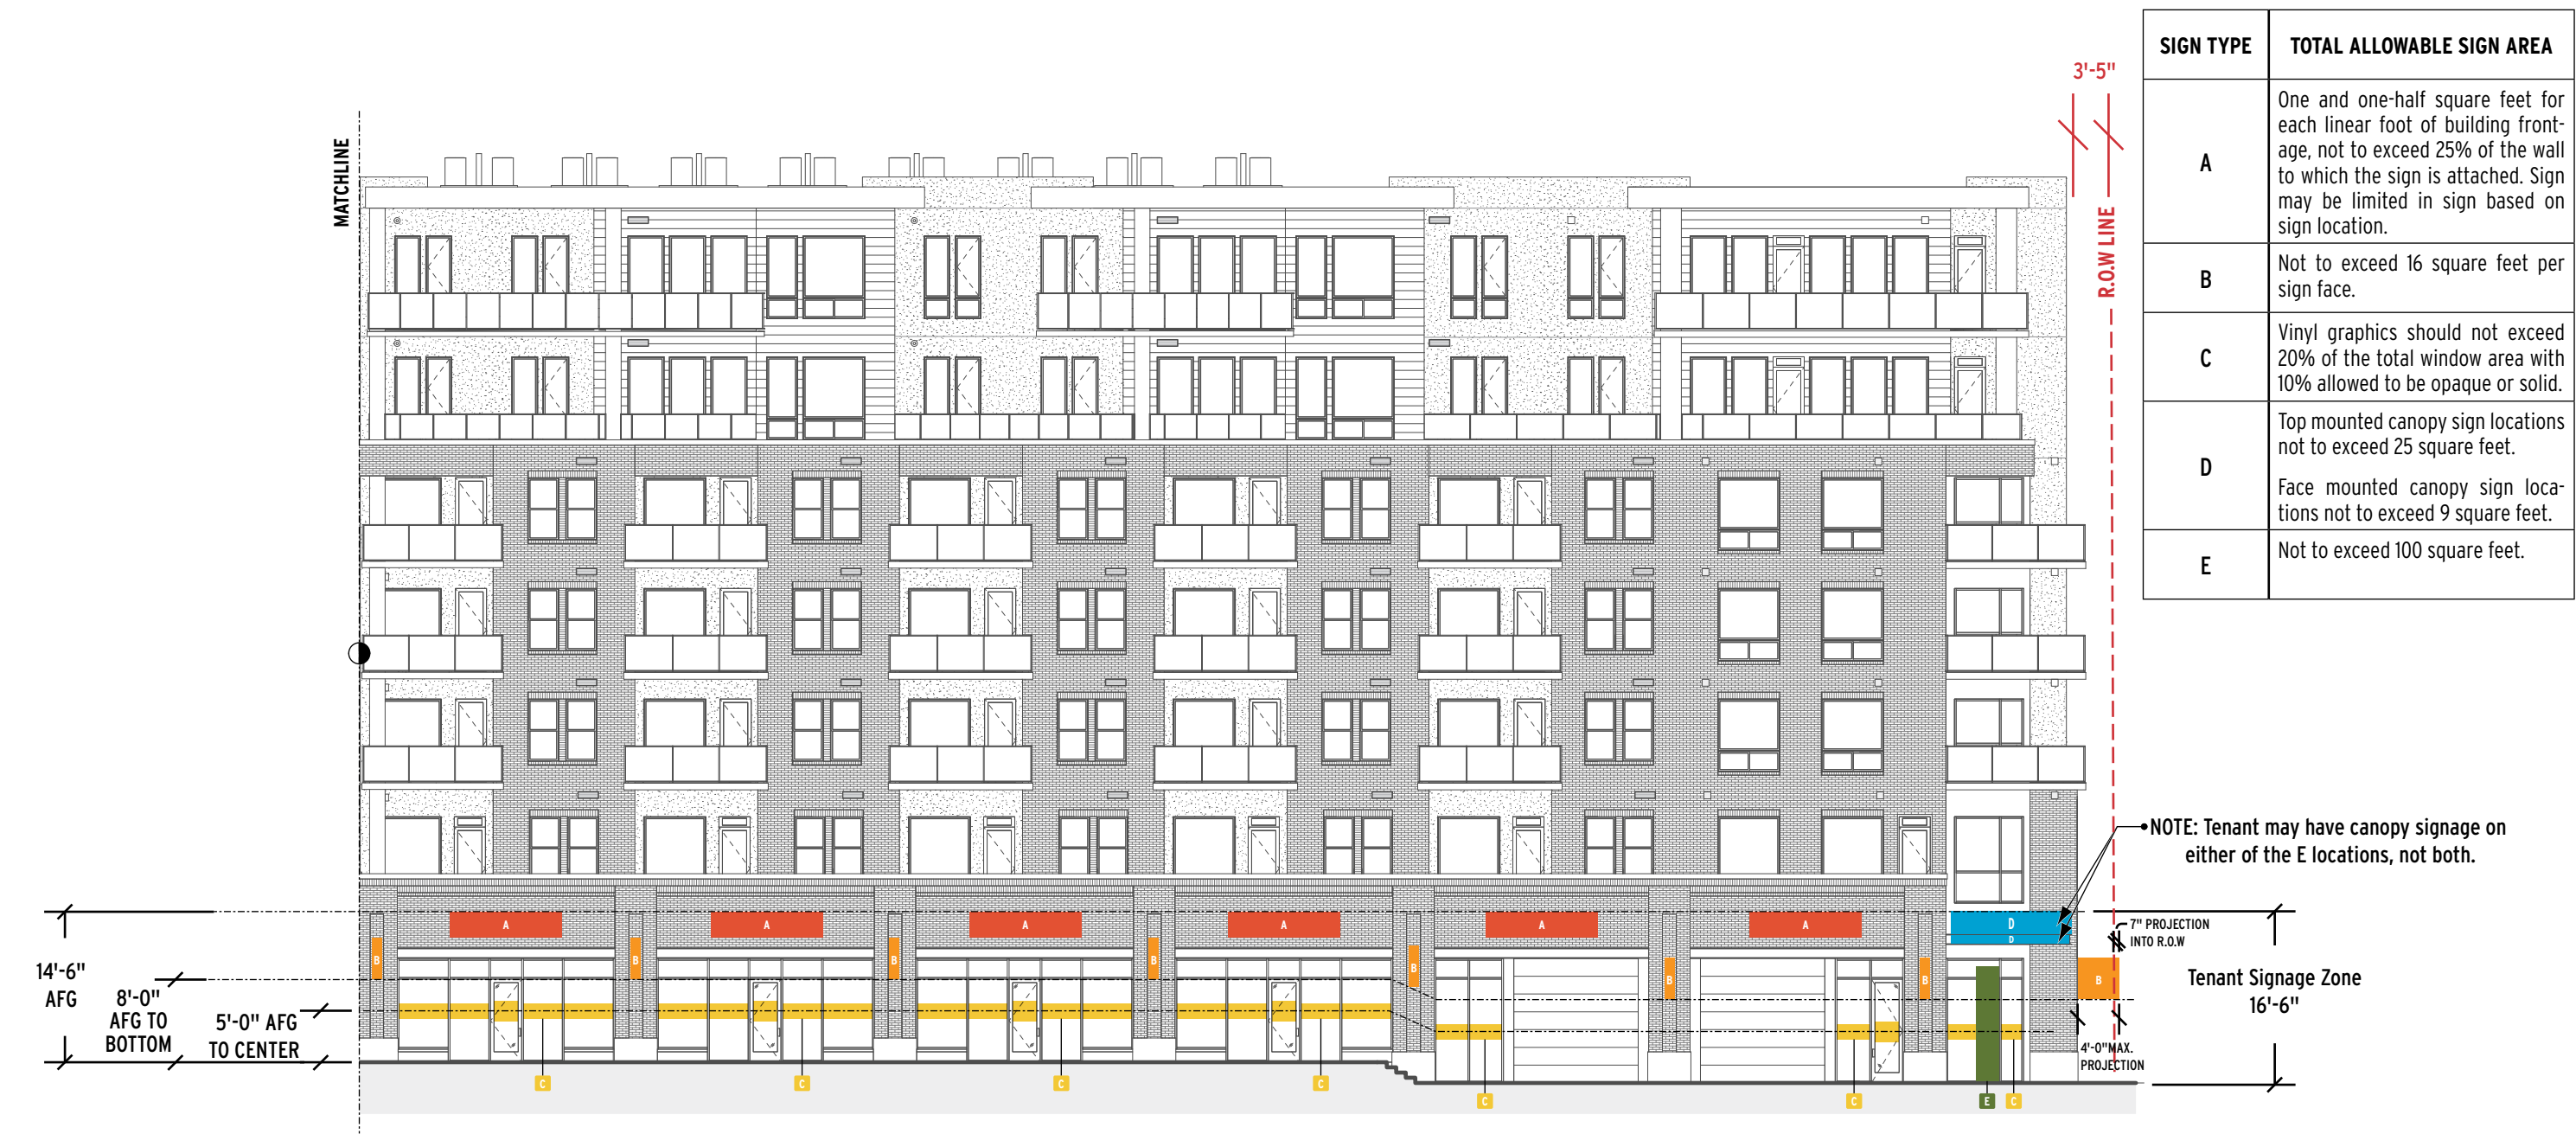 SIGN TYPE
TOTAL ALLOWABLE SIGN AREA
A
One and one-half square feet for
each linear foot of building front-
age, not to exceed 25% of the wall
to which the sign is attached. Sign
may be limited in sign based on
sign location.
B
Not to exceed 16 square feet per
sign face.
C
Vinyl graphics should not exceed
20% of the total window area with
10% allowed to be opaque or solid.
D
Top mounted canopy sign locations
not to exceed 25 square feet.
Face mounted canopy sign loca-
tions not to exceed 9 square feet.
E
Not to exceed 100 square feet.
3'-5"
R.O.W LINE
MATCHLINE
NOTE: Tenant may have canopy signage on
either of the E locations, not both.
A
A
A
A
A
A
D
D
7" PROJECTION
INTO R.O.W
B
B
B
B
B
B
B
B
14'-6"
AFG
8'-0"
AFG TO
BOTTOM
5'-0" AFG
TO CENTER
Tenant Signage Zone
16'-6"
4'-0"MAX.
PROJECTION
C
C
C
C
C
C
E
C